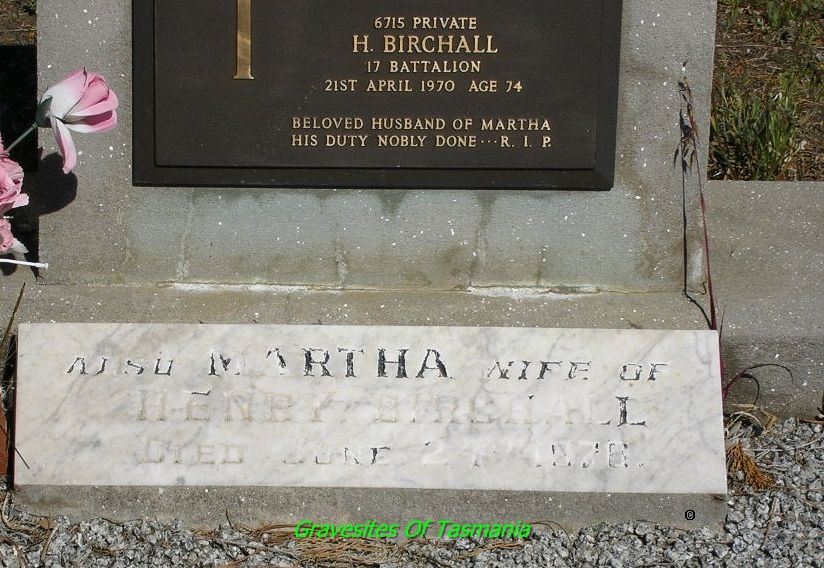 6715 PRIVATE
H. BIRCHALL
17 BATTALION
21ST APRIL 1970 AGE 74
BELOVED HUSBAND OF MARTHA
HIS DUTY NOBLY DONE···R. I. P.
ALSO MARTHA WIFE OF
HENRY BIRCHALL
DIED JUNE
©
Gravesites Of Tasmania